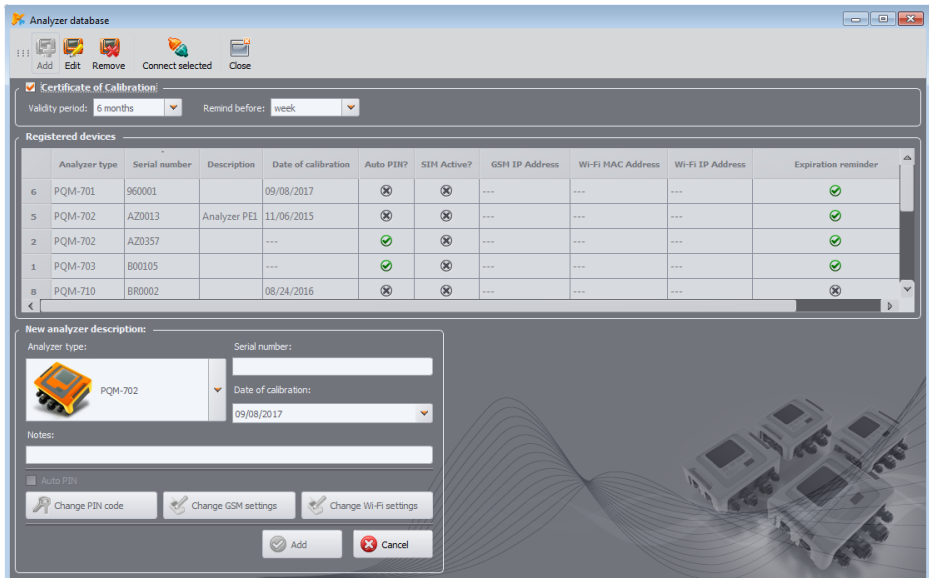 Analyzer database
Add Edit Remove Connect selected Close
Certificate of Calibration
Validity period: 6 months Remind before: week
Registered devices
Analyzer type Serial number Description Date of calibration Auto PIN? SIM Active? GSM IP Address Wi-Fi MAC Address Wi-Fi IP Address Expiration reminder
6 PQM-701 960001 09/08/2017 --- --- ---
5 PQM-702 AZ0013 Analyzer PE1 11/06/2015 --- --- ---
2 PQM-702 AZ0357 --- --- --- ---
1 PQM-703 B00105 --- --- --- ---
8 PQM-710 BR0002 08/24/2016 --- --- ---
New analyzer description:
Analyzer type: Serial number:
PQM-702
Date of calibration:
09/08/2017
Notes:
Auto PIN
Change PIN code Change GSM settings Change Wi-Fi settings
Add Cancel